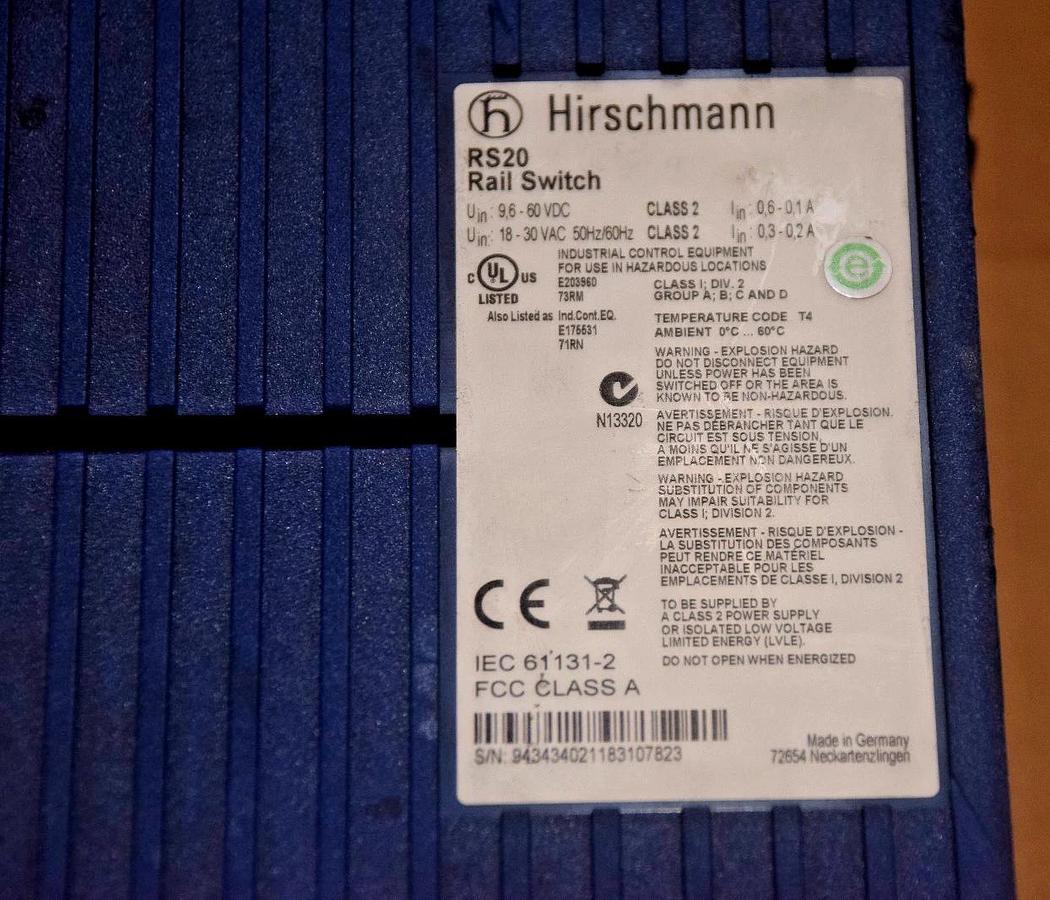 Hirschmann
RS20
Rail Switch
Uin: 9,6 - 60 VDC CLASS 2 Iin: 0,6 - 0,1 A
Uin: 18 - 30 VAC 50Hz/60Hz CLASS 2 Iin: 0,3 - 0,2 A
INDUSTRIAL CONTROL EQUIPMENT
FOR USE IN HAZARDOUS LOCATIONS
C UL US
LISTED
E203960
73RM
CLASS I; DIV. 2
GROUP A; B; C AND D
Also Listed as Ind.Cont.EQ.
E175531
71RN
TEMPERATURE CODE T4
AMBIENT 0°C ... 60°C
WARNING - EXPLOSION HAZARD
DO NOT DISCONNECT EQUIPMENT
UNLESS POWER HAS BEEN
SWITCHED OFF OR THE AREA IS
KNOWN TO BE NON-HAZARDOUS.
N13320
AVERTISSEMENT - RISQUE D'EXPLOSION.
NE PAS DÉBRANCHER TANT QUE LE
CIRCUIT EST SOUS TENSION,
A MOINS QU'IL NE S'AGISSE D'UN
EMPLACEMENT NON DANGEREUX.
WARNING - EXPLOSION HAZARD
SUBSTITUTION OF COMPONENTS
MAY IMPAIR SUITABILITY FOR
CLASS I; DIVISION 2.
AVERTISSEMENT - RISQUE D'EXPLOSION -
LA SUBSTITUTION DES COMPOSANTS
PEUT RENDRE CE MATÉRIEL
INACCEPTABLE POUR LES
EMPLACEMENTS DE CLASSE I, DIVISION 2
TO BE SUPPLIED BY
A CLASS 2 POWER SUPPLY
OR ISOLATED LOW VOLTAGE
LIMITED ENERGY (LVLE).
DO NOT OPEN WHEN ENERGIZED
CE
IEC 61131-2
FCC CLASS A
S/N: 943434021183107823
Made in Germany
72654 Neckartenzlingen